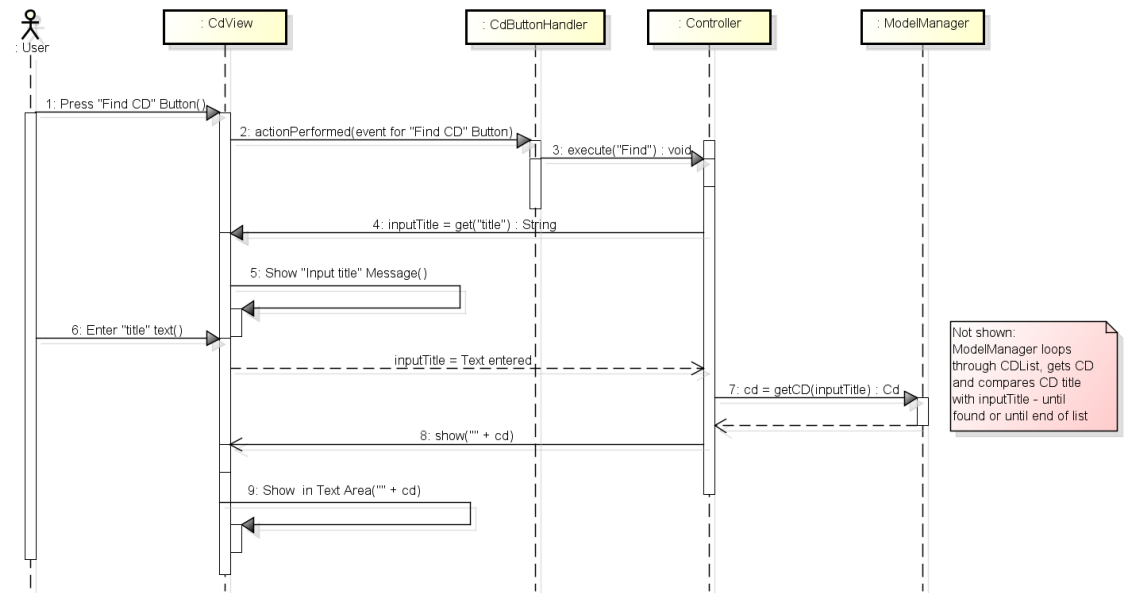 : User
: CdView
: CdButtonHandler
: Controller
: ModelManager
1: Press "Find CD" Button()
2: actionPerformed(event for "Find CD" Button)
3: execute("Find") : void
4: inputTitle = get("title") : String
5: Show "Input title" Message()
6: Enter "title" text()
inputTitle = Text entered
7: cd = getCD(inputTitle) : Cd
8: show("" + cd)
9: Show  in Text Area("" + cd)
Not shown:
ModelManager loops
through CDList, gets CD
and compares CD title
with inputTitle - until
found or until end of list